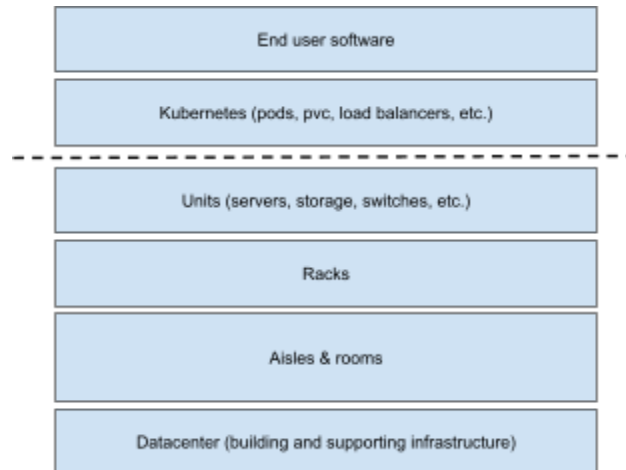 End user software
Kubernetes (pods, pvc, load balancers, etc.)
Units (servers, storage, switches, etc.)
Racks
Aisles & rooms
Datacenter (building and supporting infrastructure)